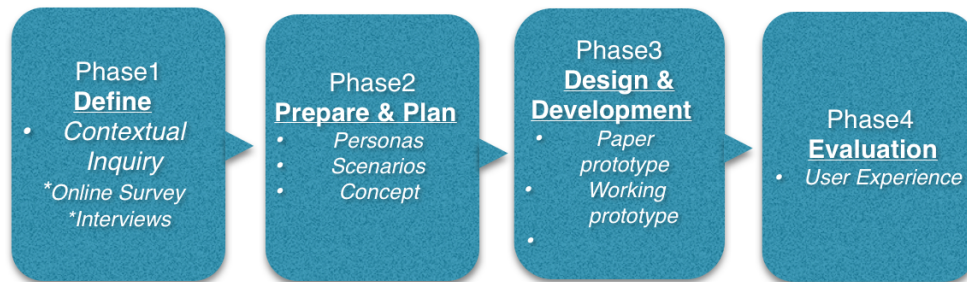 Phase1
Define
• Contextual
Inquiry
*Online Survey
*Interviews
Phase2
Prepare & Plan
• Personas
• Scenarios
• Concept
Phase3
Design &
Development
• Paper
prototype
• Working
prototype
•
Phase4
Evaluation
• User Experience